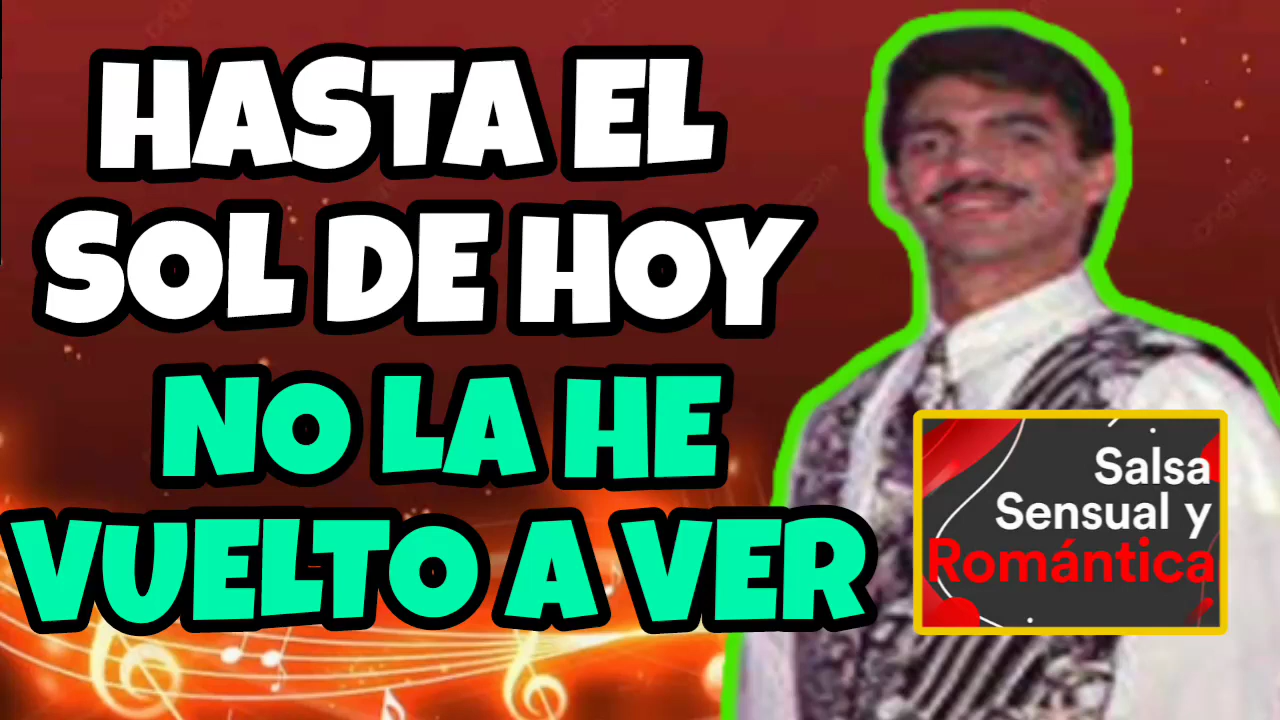 HASTA EL
SOL DE HOY
NO LA HE
VUELTO A VER
Salsa
Sensual y
Romántica